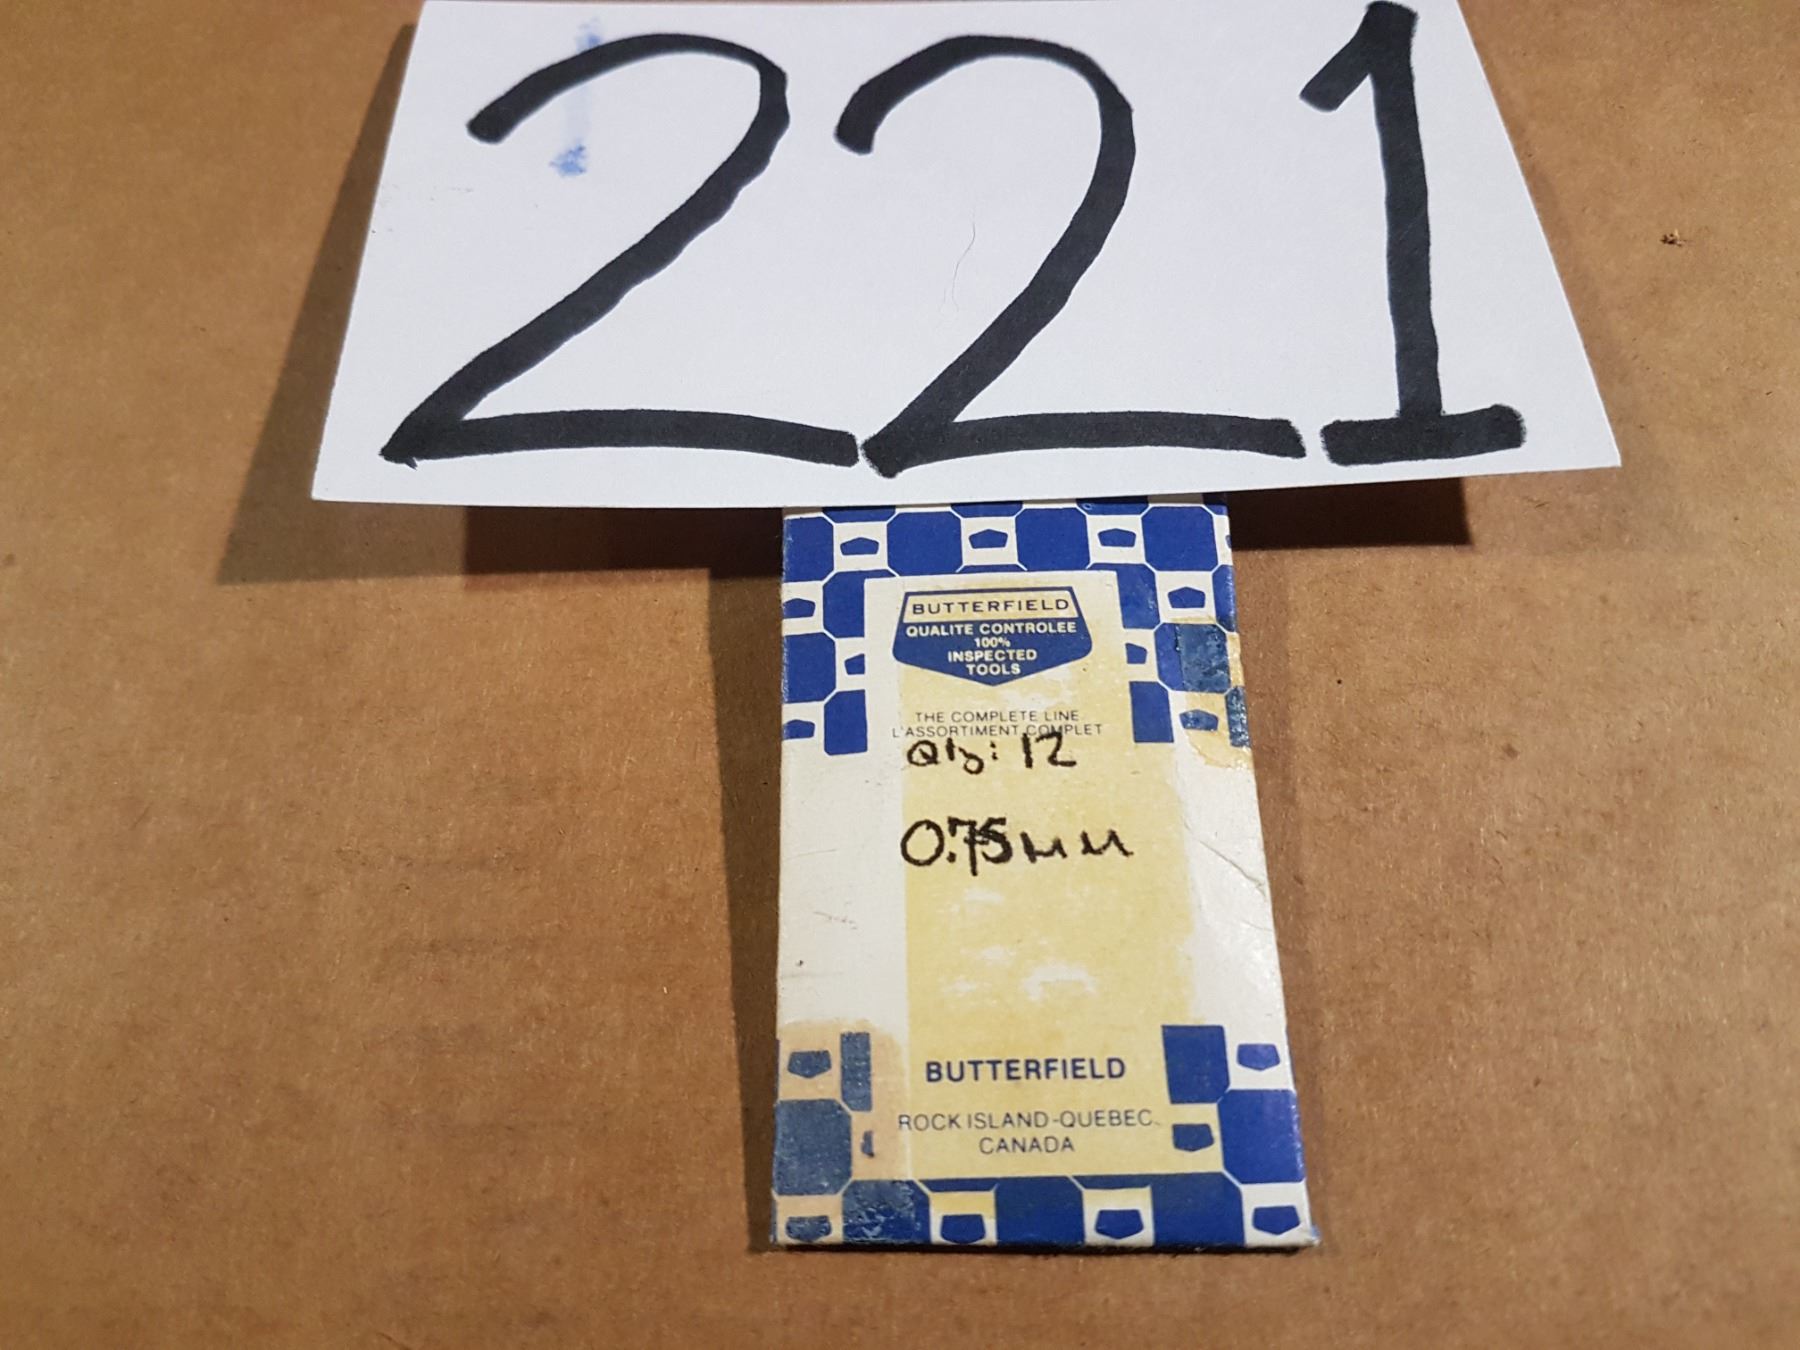 221
BUTTERFIELD
QUALITE CONTROLEE
100%
INSPECTED
TOOLS
THE COMPLETE LINE
L'ASSORTIMENT COMPLET
Qty: 12
0.75mm
BUTTERFIELD
ROCK ISLAND-QUEBEC
CANADA